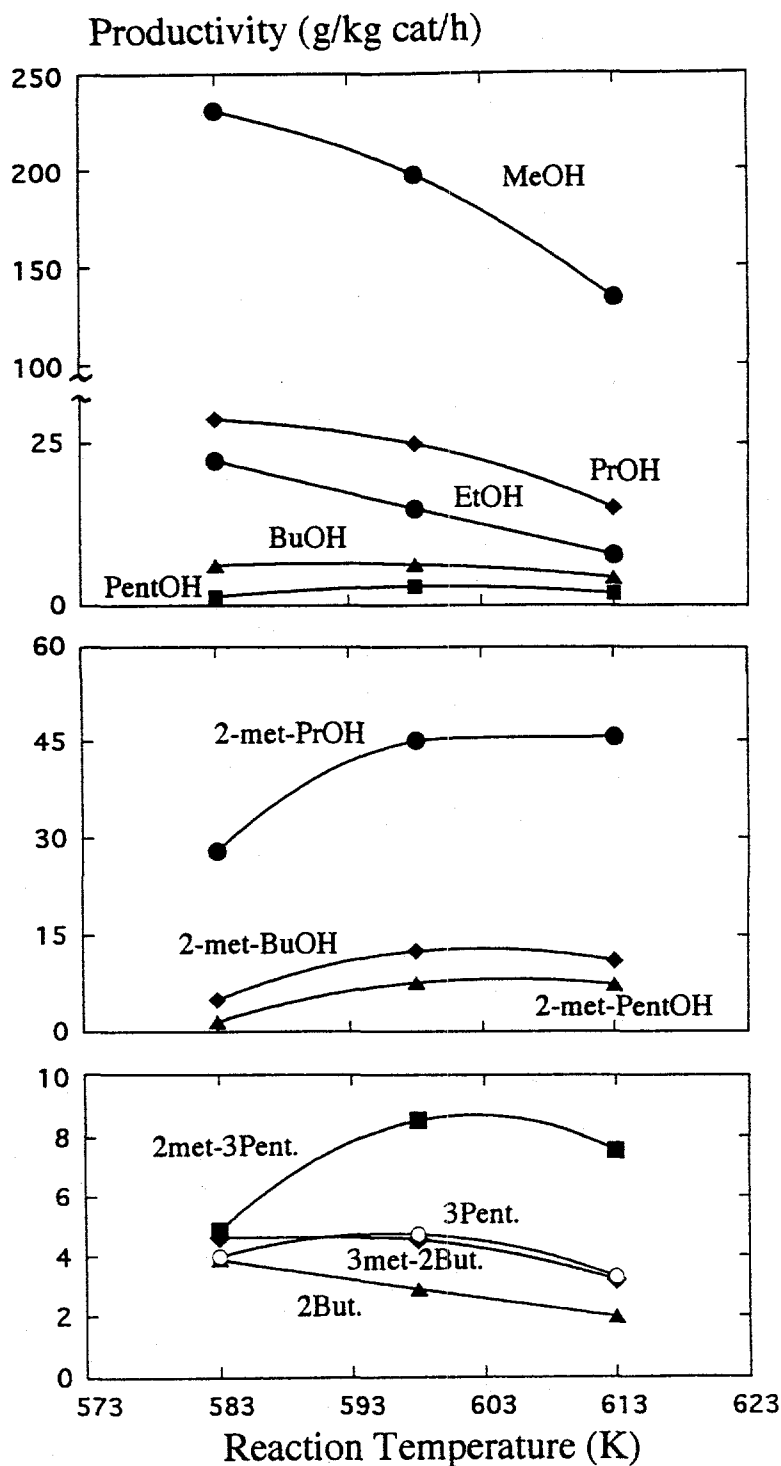 Productivity (g/kg cat/h)
250
200
MeOH
150
100
25
PrOH
EtOH
BuOH
PentOH
0
60
2-met-PrOH
45
30
15
2-met-BuOH
2-met-PentOH
0
10
8
2met-3Pent.
6
3Pent.
4
3met-2But.
2
2But.
0
573 583 593 603 613 623
Reaction Temperature (K)